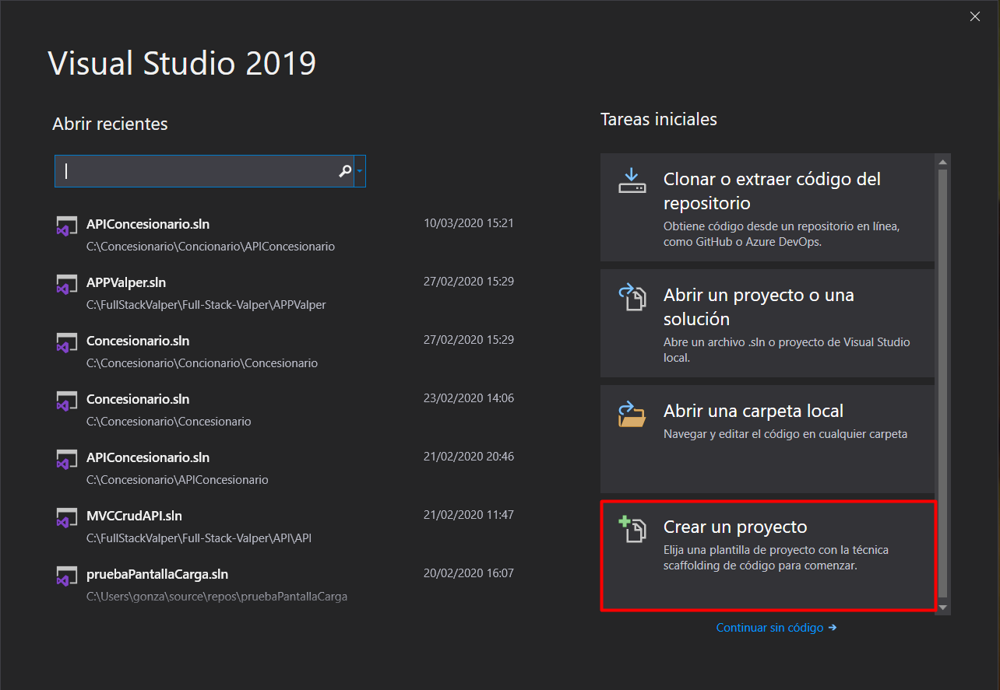 Visual Studio 2019
Abrir recientes
APIConcesionario.sln 10/03/2020 15:21
C:\Concesionario\Concionario\APIConcesionario
APPValper.sln 27/02/2020 15:29
C:\FullStackValper\Full-Stack-Valper\APPValper
Concesionario.sln 27/02/2020 15:29
C:\Concesionario\Concionario\Concesionario
Concesionario.sln 23/02/2020 14:06
C:\Concesionario\Concesionario
APIConcesionario.sln 21/02/2020 20:46
C:\Concesionario\APIConcesionario
MVCCrudAPI.sln 21/02/2020 11:47
C:\FullStackValper\Full-Stack-Valper\API\API
pruebaPantallaCarga.sln 20/02/2020 16:07
C:\Users\gonza\source\repos\pruebaPantallaCarga
Tareas iniciales
Clonar o extraer código del
repositorio
Obtiene código desde un repositorio en línea,
como GitHub o Azure DevOps.
Abrir un proyecto o una
solución
Abre un archivo .sln o proyecto de Visual Studio
local.
Abrir una carpeta local
Navegar y editar el código en cualquier carpeta
Crear un proyecto
Elija una plantilla de proyecto con la técnica
scaffolding de código para comenzar.
Continuar sin código